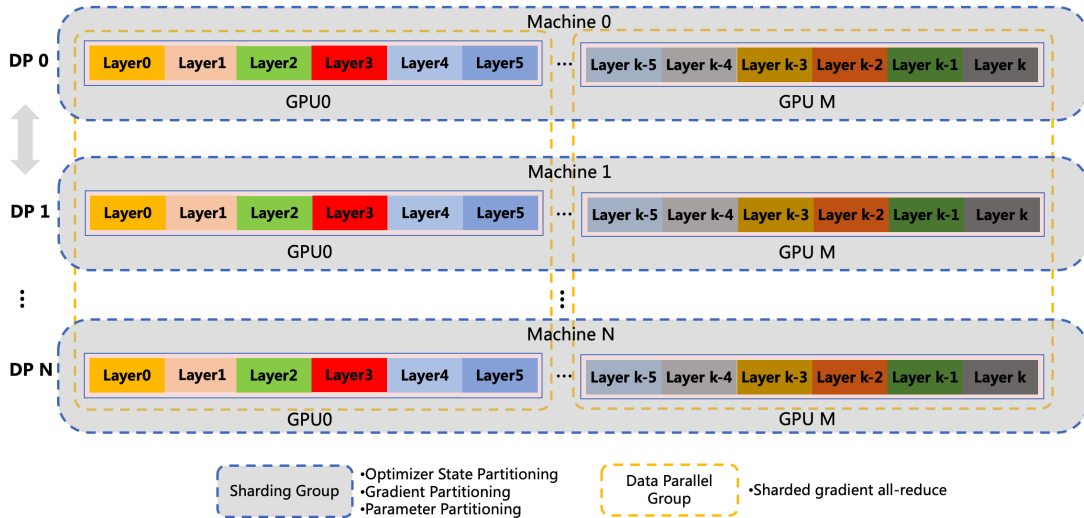 Machine 0
DP 0
Layer0 Layer1 Layer2 Layer3 Layer4 Layer5 ... Layer k-5 Layer k-4 Layer k-3 Layer k-2 Layer k-1 Layer k
GPU0 GPU M
Machine 1
DP 1
Layer0 Layer1 Layer2 Layer3 Layer4 Layer5 ... Layer k-5 Layer k-4 Layer k-3 Layer k-2 Layer k-1 Layer k
GPU0 GPU M
Machine N
DP N
Layer0 Layer1 Layer2 Layer3 Layer4 Layer5 ... Layer k-5 Layer k-4 Layer k-3 Layer k-2 Layer k-1 Layer k
GPU0 GPU M
Sharding Group
•Optimizer State Partitioning
•Gradient Partitioning
•Parameter Partitioning
Data Parallel
Group
•Sharded gradient all-reduce